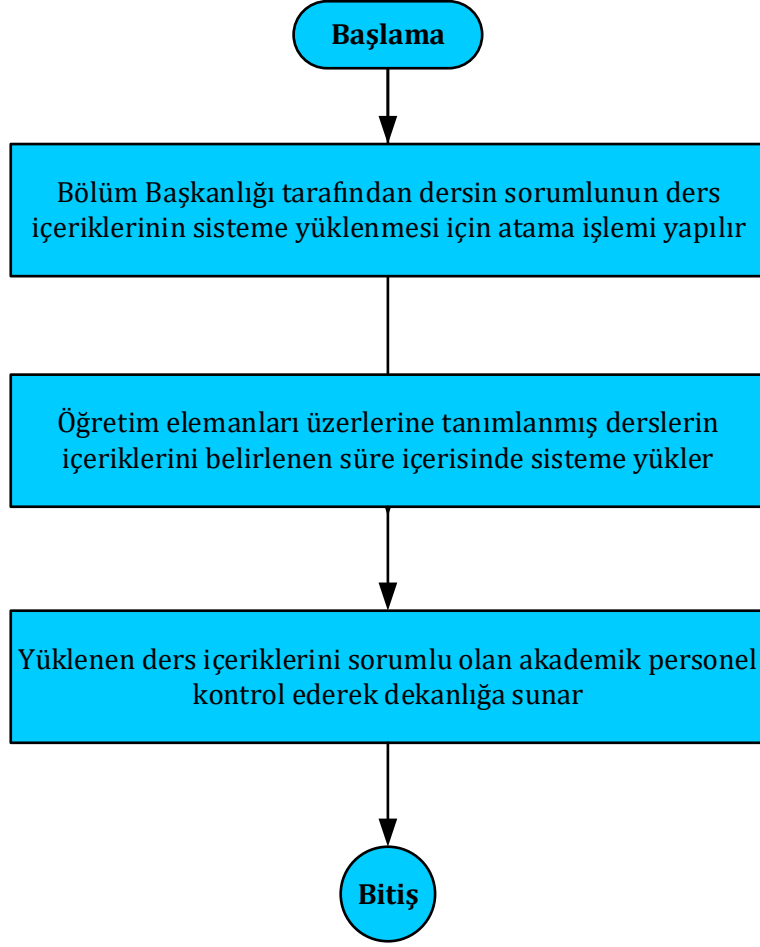 Başlama
Bölüm Başkanlığı tarafından dersin sorumlunun ders
içeriklerinin sisteme yüklenmesi için atama işlemi yapılır
Öğretim elemanları üzerlerine tanımlanmış derslerin
içeriklerini belirlenen süre içerisinde sisteme yükler
Yüklenen ders içeriklerini sorumlu olan akademik personel
kontrol ederek dekanlığa sunar
Bitiş